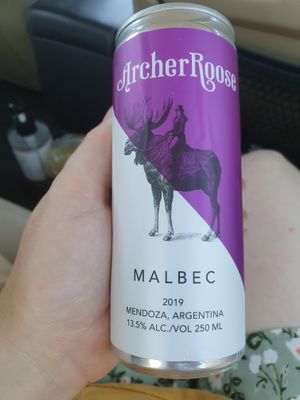 ArcherRoose
MALBEC
2019
MENDOZA, ARGENTINA
13.5% ALC./VOL 250 ML